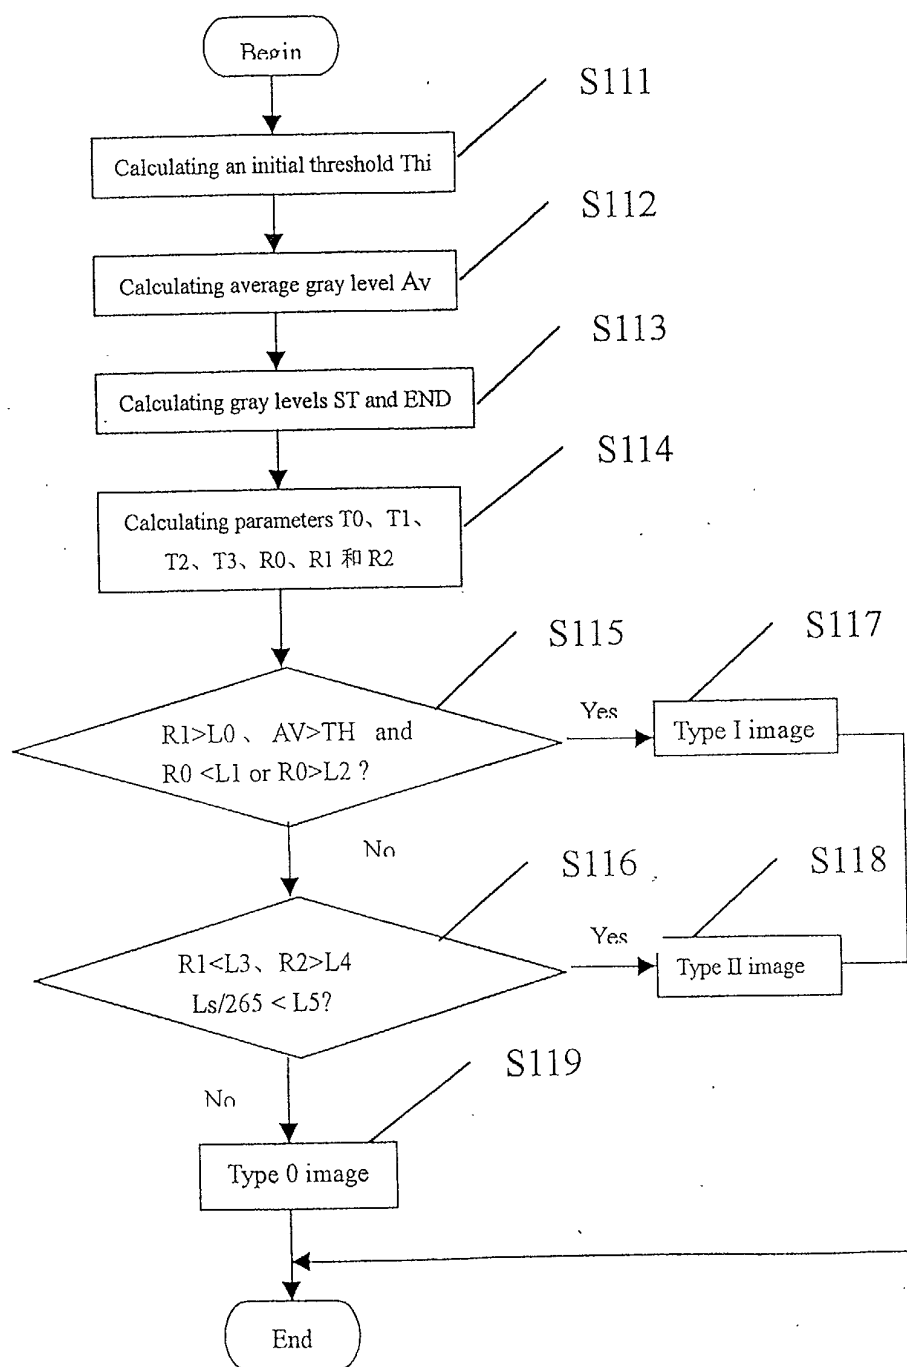 Begin
S111
Calculating an initial threshold Thi
S112
Calculating average gray level Av
S113
Calculating gray levels ST and END
S114
Calculating parameters T0、T1、
T2、T3、R0、R1 和 R2
S115
S117
R1>L0 、 AV>TH and
R0 <L1 or R0>L2 ?
Yes
Type I image
No
S116
S118
R1<L3、R2>L4
Ls/265 < L5?
Yes
Type II image
No
S119
Type 0 image
End